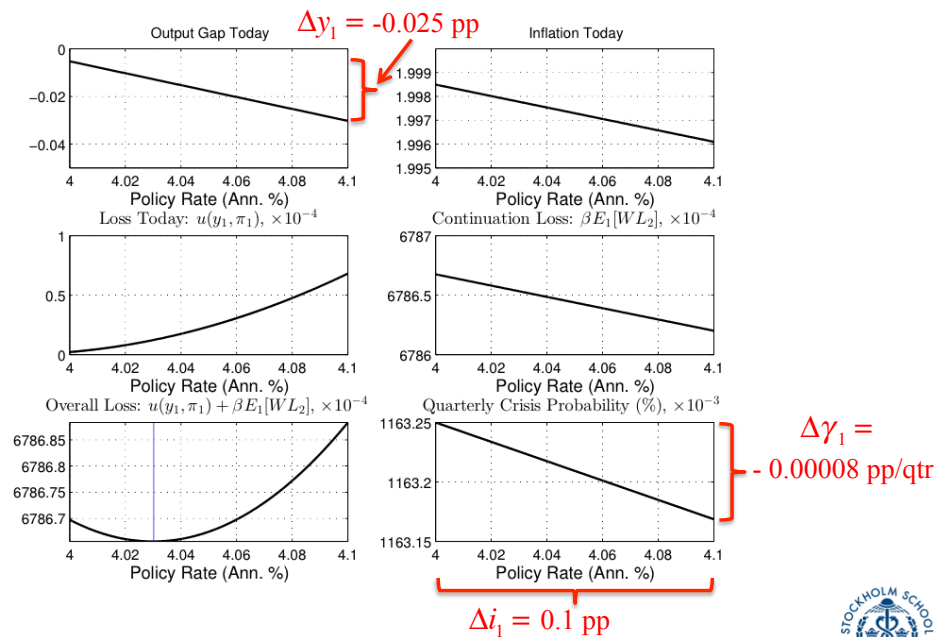 Δy₁ = -0.025 pp
Output Gap Today
Inflation Today
0
−0.02
−0.04
4 4.02 4.04 4.06 4.08 4.1
Policy Rate (Ann. %)
1.999
1.998
1.997
1.996
1.995
4 4.02 4.04 4.06 4.08 4.1
Policy Rate (Ann. %)
Loss Today: u(y₁, π₁), ×10⁻⁴
1
0.5
0
4 4.02 4.04 4.06 4.08 4.1
Policy Rate (Ann. %)
Continuation Loss: βE₁[WL₂], ×10⁻⁴
6787
6786.5
6786
4 4.02 4.04 4.06 4.08 4.1
Policy Rate (Ann. %)
Overall Loss: u(y₁, π₁) + βE₁[WL₂], ×10⁻⁴
6786.85
6786.8
6786.75
6786.7
4 4.02 4.04 4.06 4.08 4.1
Policy Rate (Ann. %)
Quarterly Crisis Probability (%), ×10⁻³
1163.25
1163.2
1163.15
4 4.02 4.04 4.06 4.08 4.1
Policy Rate (Ann. %)
Δγ₁ =
- 0.00008 pp/qtr
Δi₁ = 0.1 pp
STOCKHOLM SCHOOL